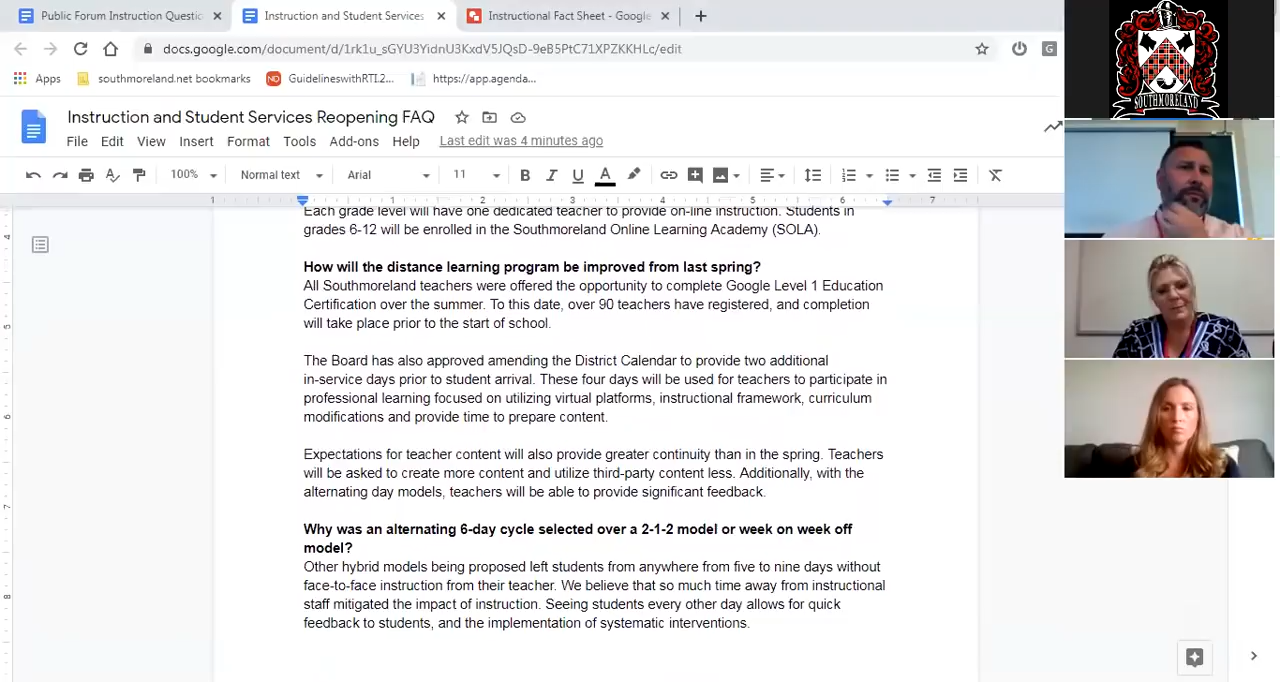 Public Forum Instruction Questi
Instruction and Student Services
Instructional Fact Sheet - Google
docs.google.com/document/d/1rk1u_sGYU3YidnU3KxdV5JQsD-9eB5PtC71XPZKKHLc/edit
Apps
southmoreland.net bookmarks
GuidelineswithRTI.2...
https://app.agenda...
Instruction and Student Services Reopening FAQ
File Edit View Insert Format Tools Add-ons Help Last edit was 4 minutes ago
100% Normal text Arial 11 B I U A
1 1 2 3 4 5 6 7
Each grade level will have one dedicated teacher to provide on-line instruction. Students in
grades 6-12 will be enrolled in the Southmoreland Online Learning Academy (SOLA).
How will the distance learning program be improved from last spring?
All Southmoreland teachers were offered the opportunity to complete Google Level 1 Education
Certification over the summer. To this date, over 90 teachers have registered, and completion
will take place prior to the start of school.
The Board has also approved amending the District Calendar to provide two additional
in-service days prior to student arrival. These four days will be used for teachers to participate in
professional learning focused on utilizing virtual platforms, instructional framework, curriculum
modifications and provide time to prepare content.
Expectations for teacher content will also provide greater continuity than in the spring. Teachers
will be asked to create more content and utilize third-party content less. Additionally, with the
alternating day models, teachers will be able to provide significant feedback.
Why was an alternating 6-day cycle selected over a 2-1-2 model or week on week off
model?
Other hybrid models being proposed left students from anywhere from five to nine days without
face-to-face instruction from their teacher. We believe that so much time away from instructional
staff mitigated the impact of instruction. Seeing students every other day allows for quick
feedback to students, and the implementation of systematic interventions.
SOUTHMORELAND